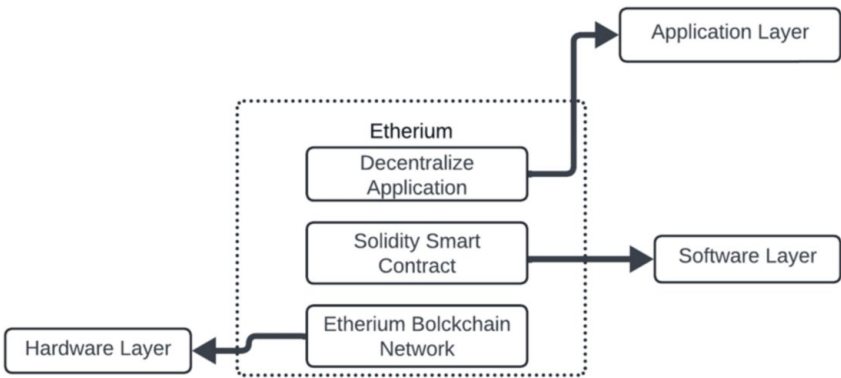 Application Layer
Etherium
Decentralize
Application
Solidity Smart
Contract
Software Layer
Etherium Bolckchain
Network
Hardware Layer